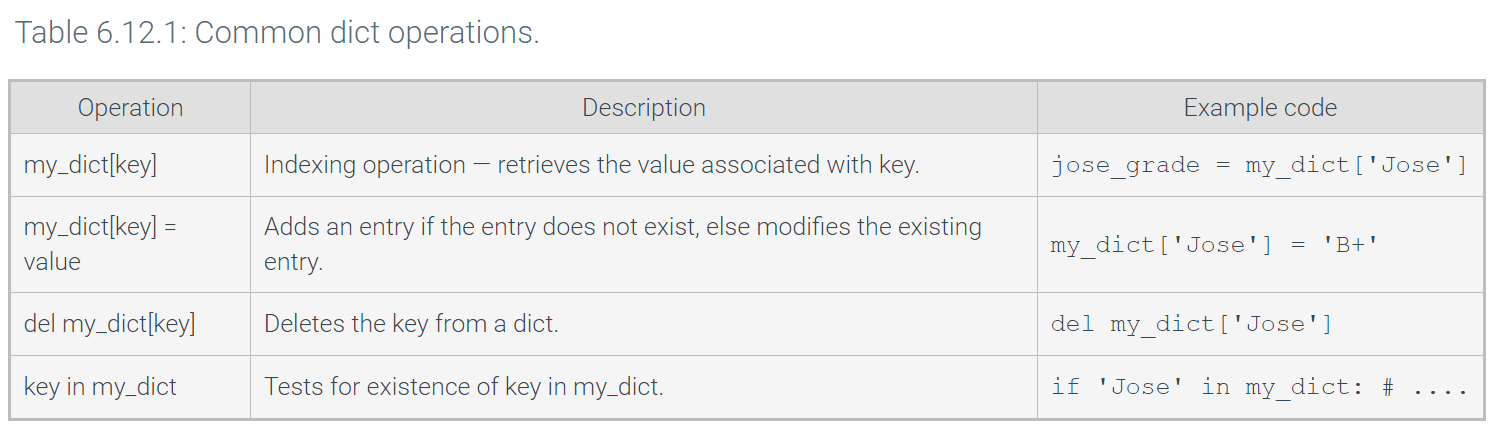 Table 6.12.1: Common dict operations.
Operation Description Example code
my_dict[key] Indexing operation — retrieves the value associated with key. jose_grade = my_dict['Jose']
my_dict[key] =
value
Adds an entry if the entry does not exist, else modifies the existing
entry.
my_dict['Jose'] = 'B+'
del my_dict[key] Deletes the key from a dict. del my_dict['Jose']
key in my_dict Tests for existence of key in my_dict. if 'Jose' in my_dict: # ....